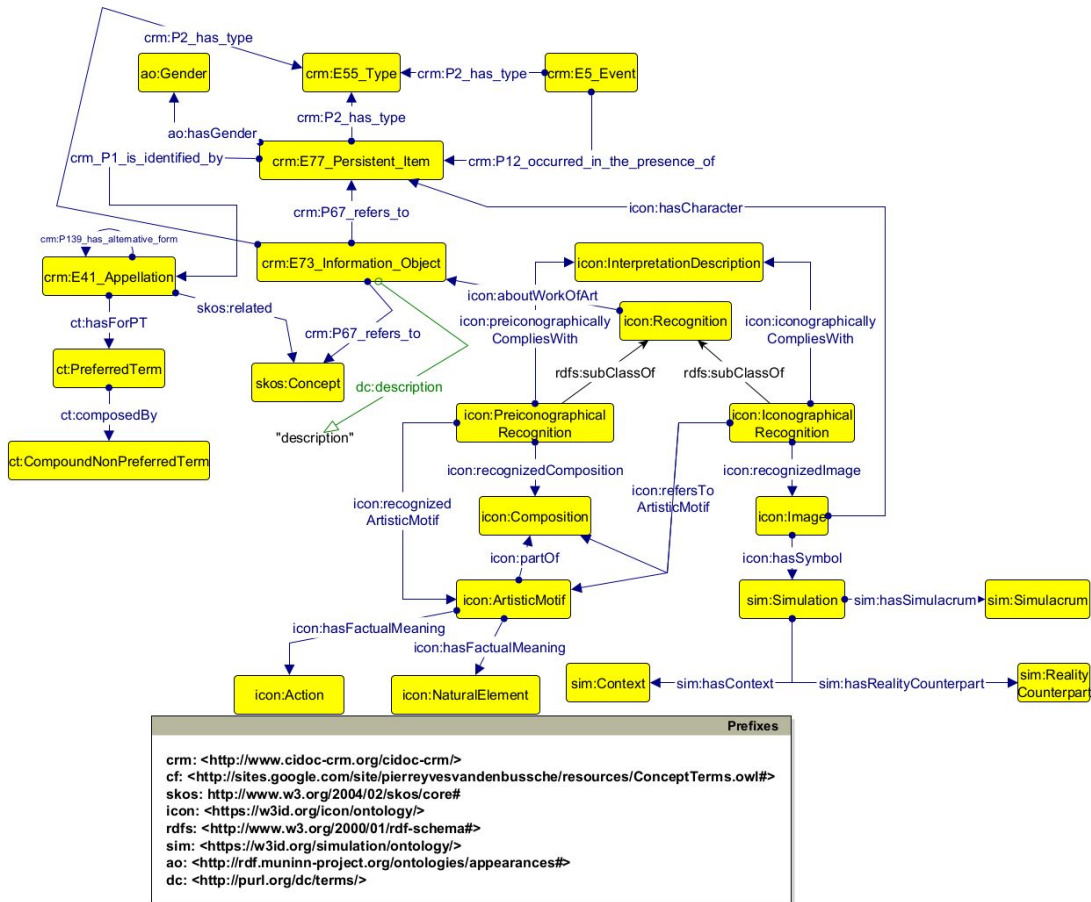 crm:P2_has_type
ao:Gender
crm:E55_Type
crm:P2_has_type
crm:E5_Event
crm:P2_has_type
ao:hasGender
crm_P1_is_identified_by
crm:E77_Persistent_Item
crm:P12_occurred_in_the_presence_of
crm:P67_refers_to
icon:hasCharacter
crm:P139_has_alternative_form
crm:E41_Appellation
crm:E73_Information_Object
icon:InterpretationDescription
icon:aboutWorkOfArt
skos:related
icon:preiconographically
CompliesWith
icon:Recognition
icon:iconographically
CompliesWith
ct:hasForPT
crm:P67_refers_to
ct:PreferredTerm
skos:Concept
dc:description
rdfs:subClassOf
rdfs:subClassOf
ct:composedBy
"description"
icon:Preiconographical
Recognition
icon:Iconographical
Recognition
ct:CompoundNonPreferredTerm
icon:recognizedComposition
icon:recognizedImage
icon:recognized
ArtisticMotif
icon:refersTo
ArtisticMotif
icon:Composition
icon:Image
icon:partOf
icon:hasSymbol
icon:ArtisticMotif
sim:Simulation
sim:hasSimulacrum
sim:Simulacrum
icon:hasFactualMeaning
icon:hasFactualMeaning
icon:Action
icon:NaturalElement
sim:Context
sim:hasContext
sim:hasRealityCounterpart
sim:Reality
Counterpart
Prefixes
crm: <http://www.cidoc-crm.org/cidoc-crm/>
cf: <http://sites.google.com/site/pierreyvesvandenbussche/resources/ConceptTerms.owl#>
skos: http://www.w3.org/2004/02/skos/core#
icon: <https://w3id.org/icon/ontology/>
rdfs: <http://www.w3.org/2000/01/rdf-schema#>
sim: <https://w3id.org/simulation/ontology/>
ao: <http://rdf.muninn-project.org/ontologies/appearances#>
dc: <http://purl.org/dc/terms/>